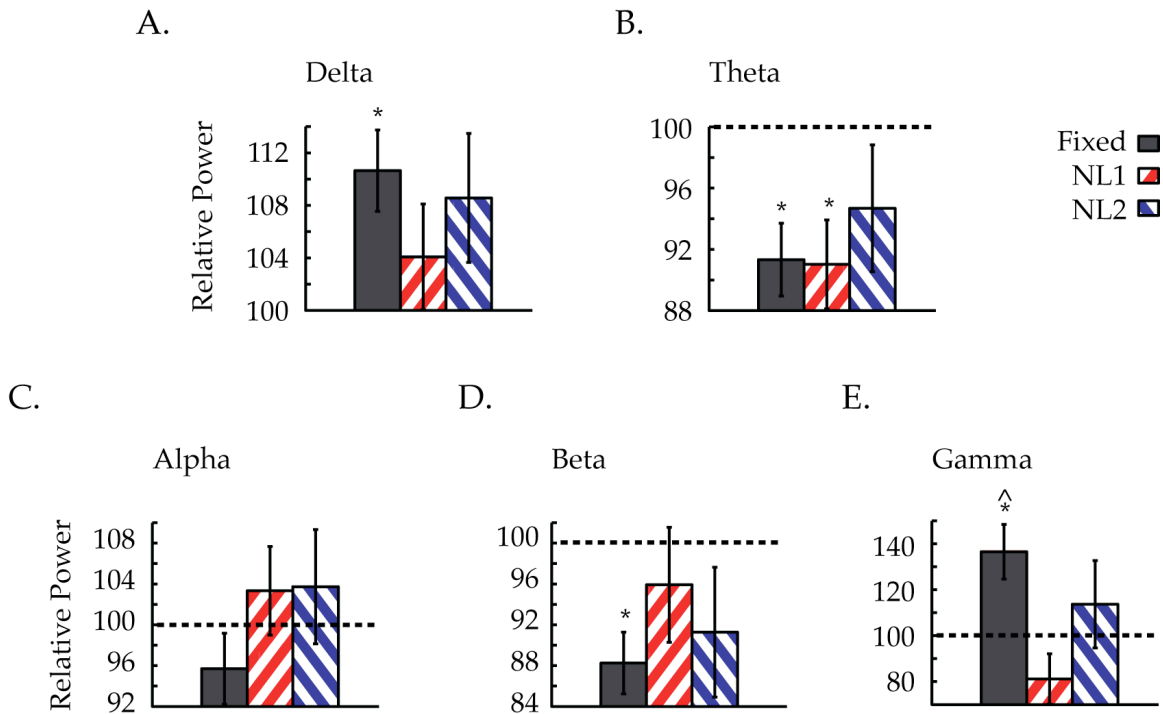 A.
B.
Delta
Theta
*
Relative Power
112
108
104
100
100
96
92
88
*
*
Fixed
NL1
NL2
C.
D.
E.
Alpha
Beta
Gamma
Relative Power
108
104
100
96
92
100
96
92
88
84
*
^
*
140
120
100
80